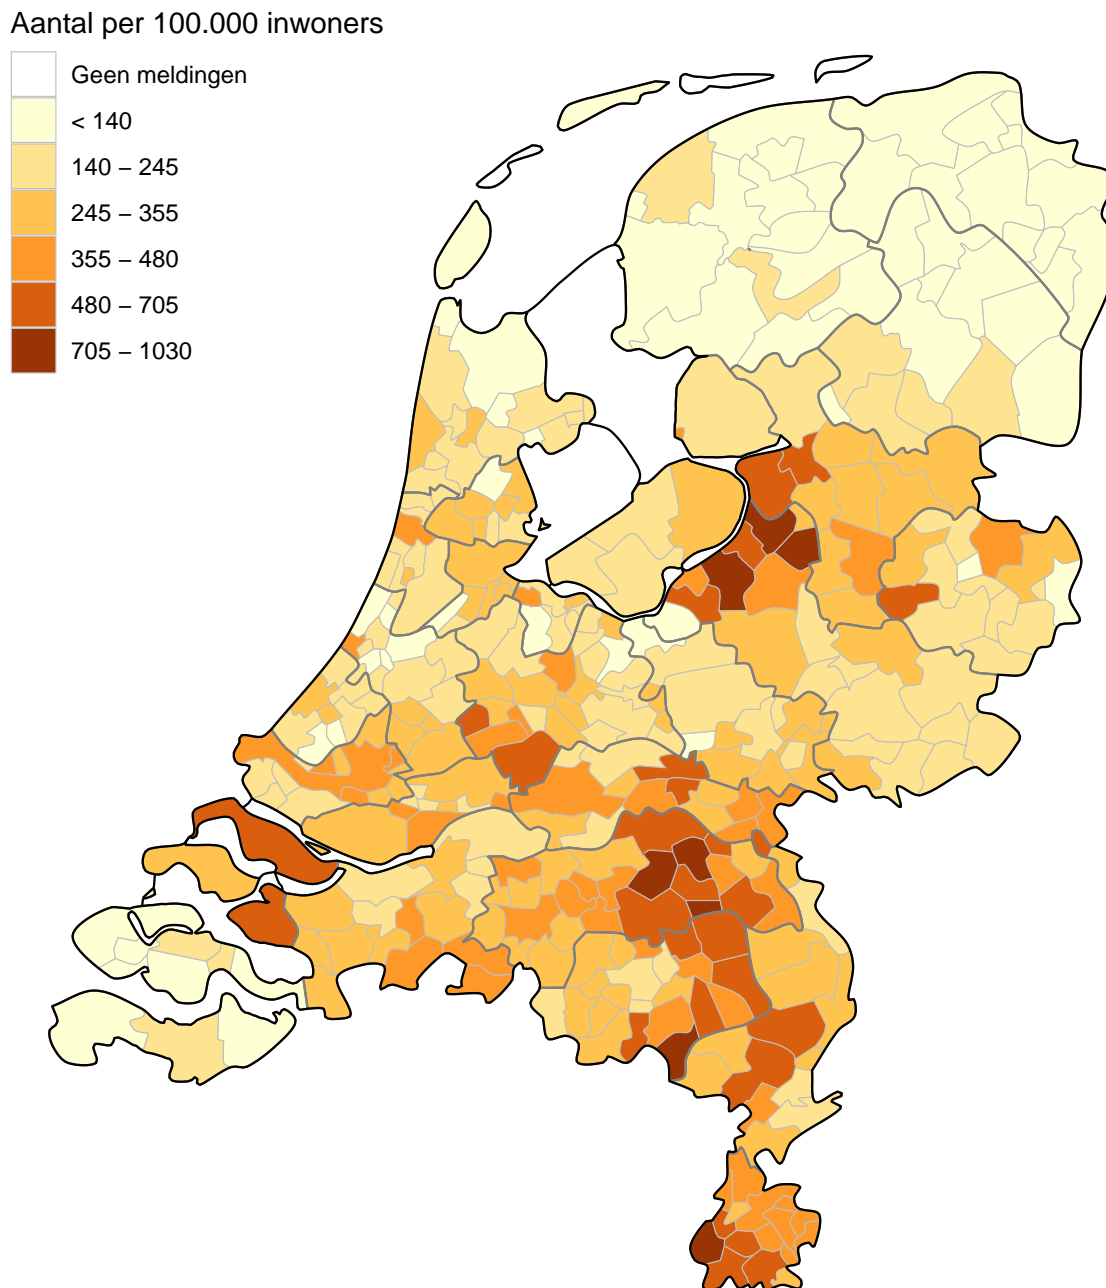 Aantal per 100.000 inwoners
Geen meldingen
< 140
140 – 245
245 – 355
355 – 480
480 – 705
705 – 1030